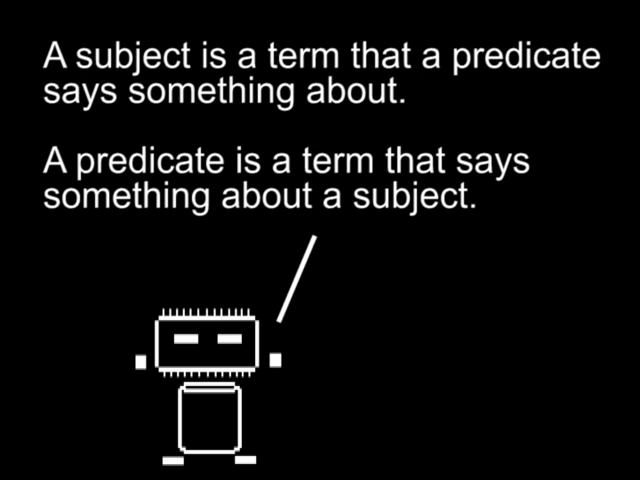 A subject is a term that a predicate
says something about.
A predicate is a term that says
something about a subject.